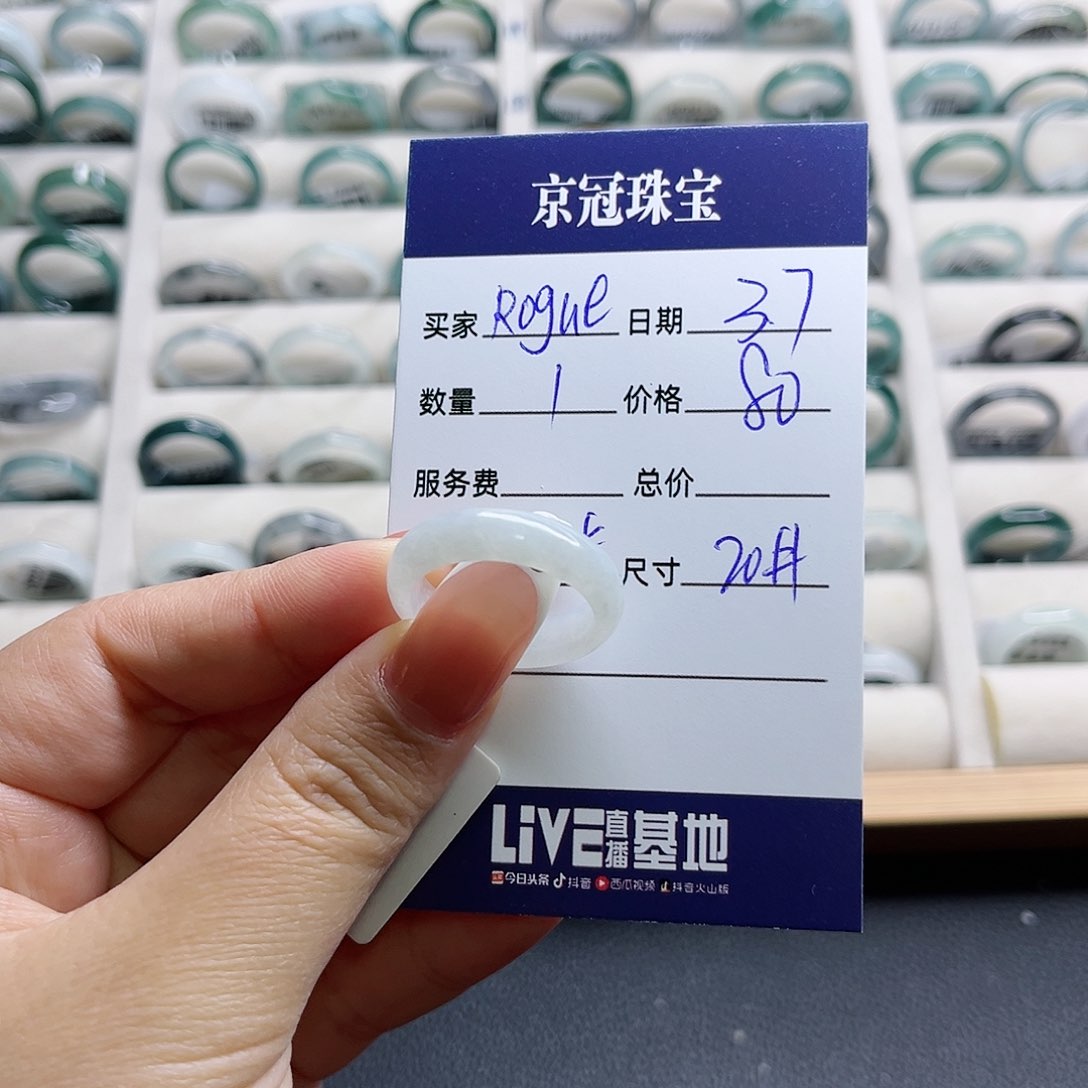 京冠珠宝
买家 Rogue 日期 3.7
数量 1 价格 80
服务费 总价
尺寸 20#
LiVE直播基地
今日头条 抖音 西瓜视频 抖音火山版